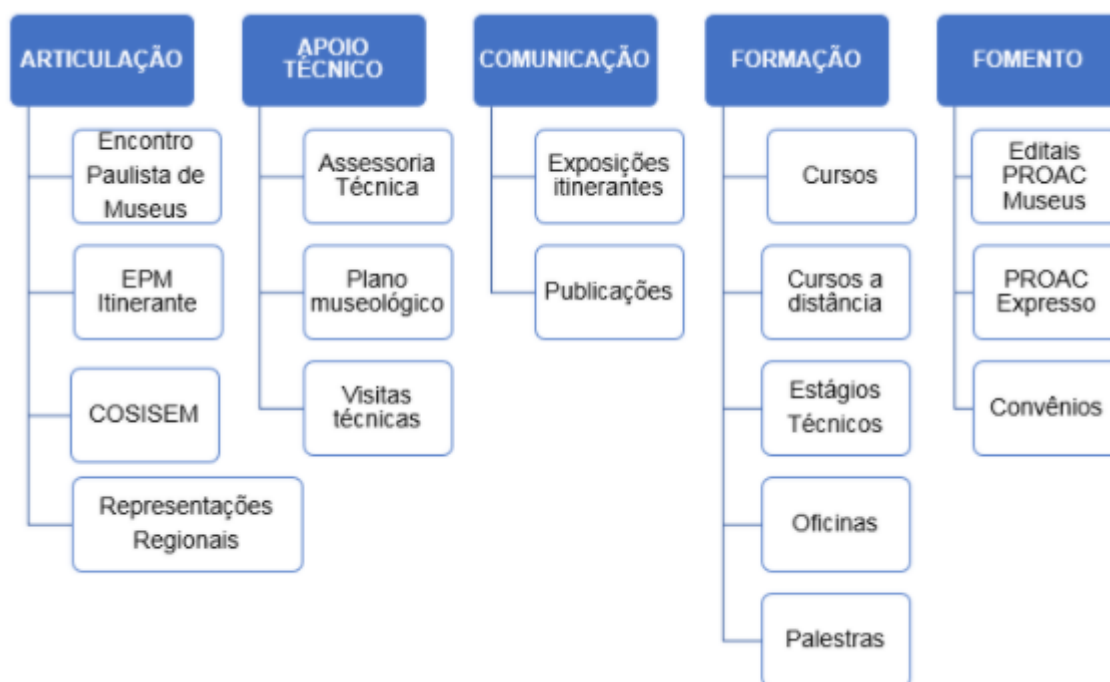 ARTICULAÇÃO
Encontro
Paulista de
Museus
EPM
Itinerante
COSISEM
Representações
Regionais
APOIO
TÉCNICO
Assessoria
Técnica
Plano
museológico
Visitas
técnicas
COMUNICAÇÃO
Exposições
itinerantes
Publicações
FORMAÇÃO
Cursos
Cursos a
distância
Estágios
Técnicos
Oficinas
Palestras
FOMENTO
Editais
PROAC
Museus
PROAC
Expresso
Convênios